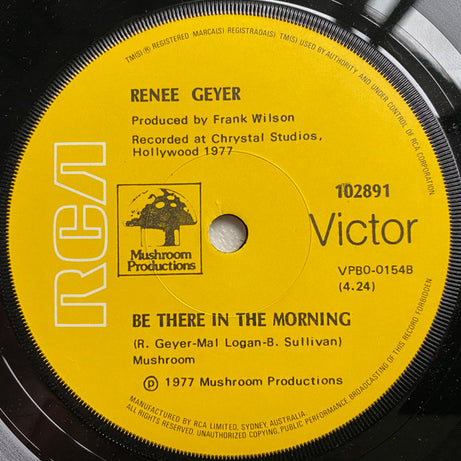 TM(S)® REGISTERED MARCA(S) REGISTRADA(S) TM(S) USED BY AUTHORITY AND UNDER CONTROL OF RCA CORPORATION
RENEE GEYER
Produced by Frank Wilson
Recorded at Chrystal Studios,
Hollywood 1977
RCA
Mushroom
Productions
102891
Victor
VPBO-0154B
(4.24)
BE THERE IN THE MORNING
(R. Geyer-Mal Logan-B. Sullivan)
Mushroom
℗ 1977 Mushroom Productions
MANUFACTURED BY RCA LIMITED, SYDNEY, AUSTRALIA.
ALL RIGHTS RESERVED. UNAUTHORIZED COPYING, PUBLIC PERFORMANCE, BROADCASTING OF THIS RECORD FORBIDDEN